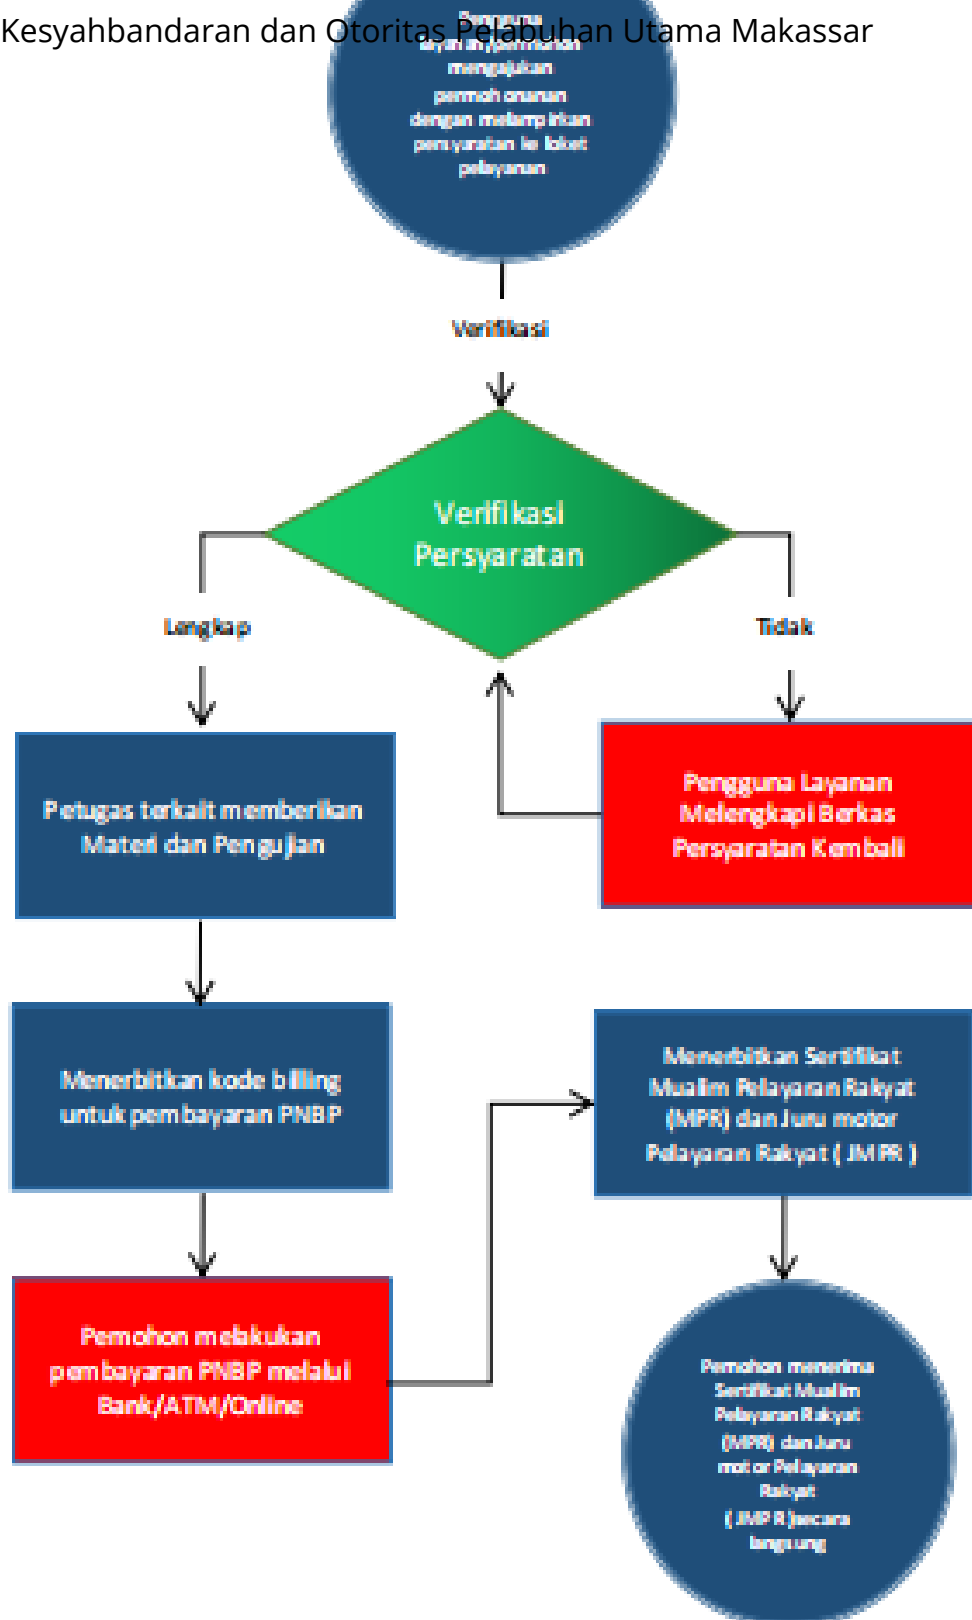 Kesyahbandaran dan Otoritas Pelabuhan Utama Makassar
Pengguna
mengajukan
permohonanan
dengan melampirkan
persyaratan ke loket
pelayanan
Verifikasi
Verifikasi
Persyaratan
Lengkap
Tidak
Petugas terkait memberikan
Materi dan Pengujian
Pengguna Layanan
Melengkapi Berkas
Persyaratan Kembali
Menerbitkan kode billing
untuk pembayaran PNBP
Menerbitkan Sertifikat
Mualim Pelayaran Rakyat
(MPR) dan Juru motor
Pelayaran Rakyat ( JMPR )
Pemohon melakukan
pembayaran PNBP melalui
Bank/ATM/Online
Pemohon menerima
Sertifikat Mualim
Pelayaran Rakyat
(MPR) dan Juru
motor Pelayaran
Rakyat
( JMPR )secara
langsung